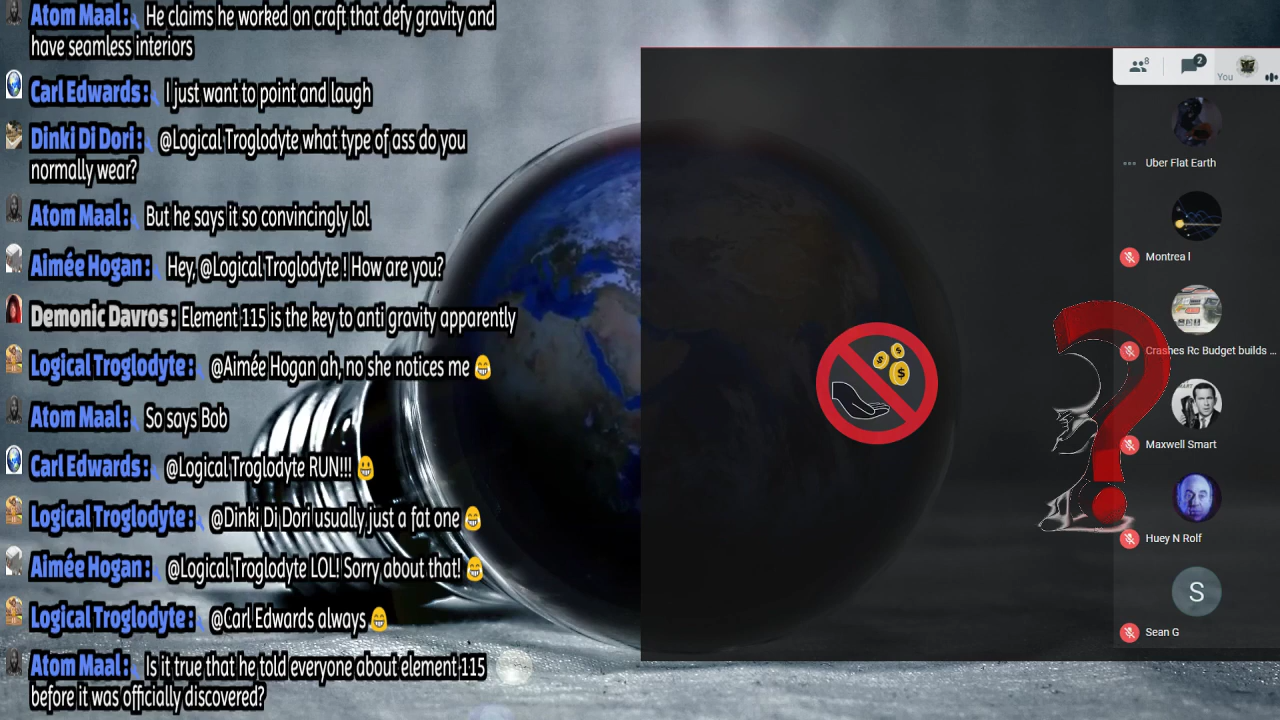 Atom Maal: He claims he worked on craft that defy gravity and
have seamless interiors
Carl Edwards: I just want to point and laugh
Dinki Di Dori: @Logical Troglodyte what type of ass do you
normally wear?
Atom Maal: But he says it so convincingly lol
Aimée Hogan: Hey, @Logical Troglodyte ! How are you?
Demonic Davros: Element 115 is the key to anti gravity apparently
Logical Troglodyte: @Aimée Hogan ah, no she notices me 😁
Atom Maal: So says Bob
Carl Edwards: @Logical Troglodyte RUN!!! 😀
Logical Troglodyte: @Dinki Di Dori usually just a fat one 😁
Aimée Hogan: @Logical Troglodyte LOL! Sorry about that! 😁
Logical Troglodyte: @Carl Edwards always 😁
Atom Maal: Is it true that he told everyone about element 115
before it was officially discovered?
$ $ $
?
8 2 You
Uber Flat Earth
Montrea l
Crashes Rc Budget builds ...
Maxwell Smart
Huey N Rolf
S
Sean G